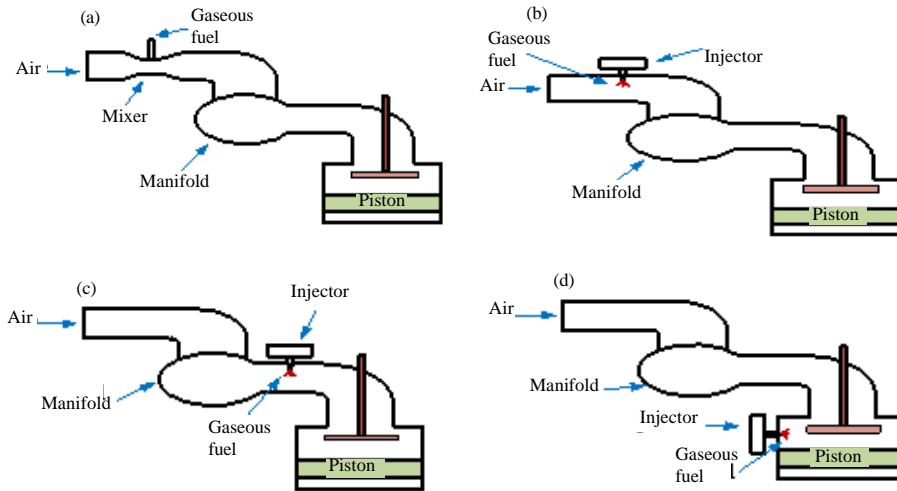 (a)
Gaseous
fuel
Air
Mixer
Manifold
Piston
(b)
Gaseous
fuel
Injector
Air
Manifold
Piston
(c)
Injector
Air
Manifold
Gaseous
fuel
Piston
(d)
Air
Manifold
Injector
Gaseous
fuel
Piston